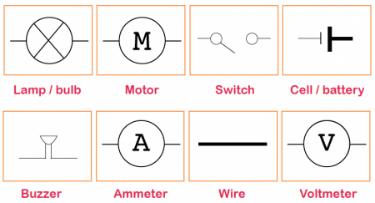 M
Lamp / bulb Motor Switch Cell / battery
A V
Buzzer Ammeter Wire Voltmeter